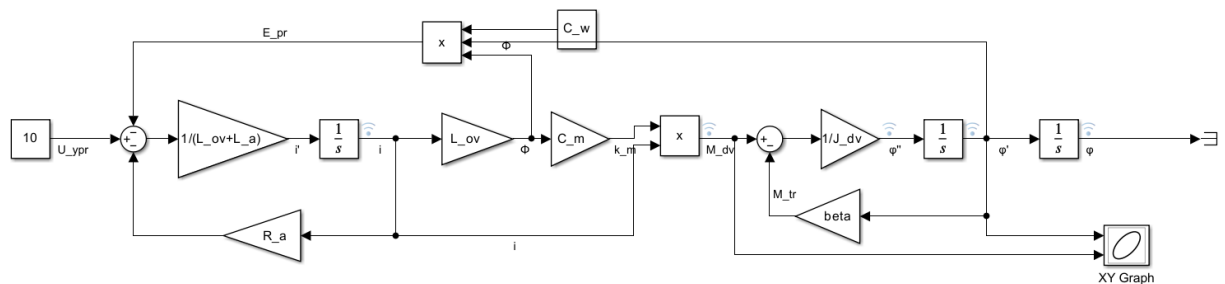 C_w
E_pr
x
Φ
10
U_ypr
+
−
−
1/(L_ov+L_a)
i'
1
s
i
L_ov
Φ
C_m
k_m
x
M_dv
+
−
1/J_dv
φ''
1
s
φ'
1
s
φ
M_tr
beta
R_a
i
XY Graph